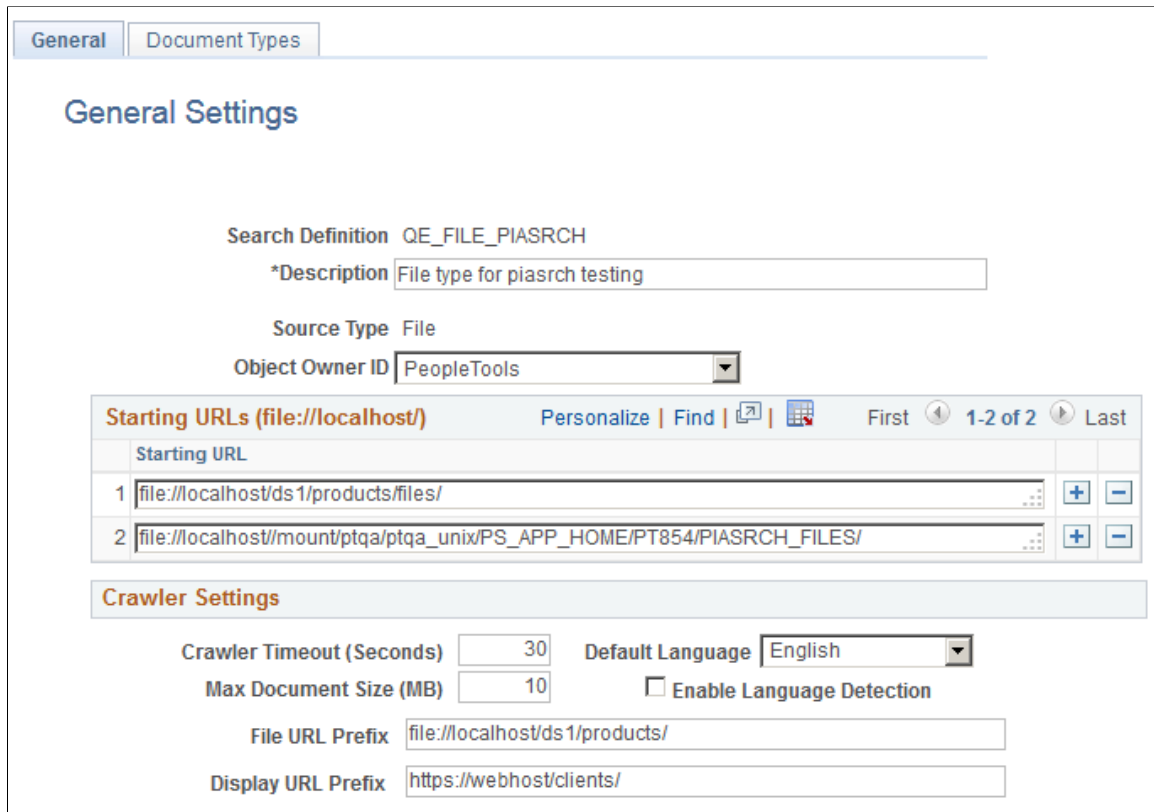 General Document Types
General Settings
Search Definition QE_FILE_PIASRCH
*Description File type for piasrch testing
Source Type File
Object Owner ID PeopleTools
Starting URLs (file://localhost/) Personalize | Find | | First 1-2 of 2 Last
Starting URL
1 file://localhost/ds1/products/files/
2 file://localhost//mount/ptqa/ptqa_unix/PS_APP_HOME/PT854/PIASRCH_FILES/
Crawler Settings
Crawler Timeout (Seconds) 30 Default Language English
Max Document Size (MB) 10 Enable Language Detection
File URL Prefix file://localhost/ds1/products/
Display URL Prefix https://webhost/clients/